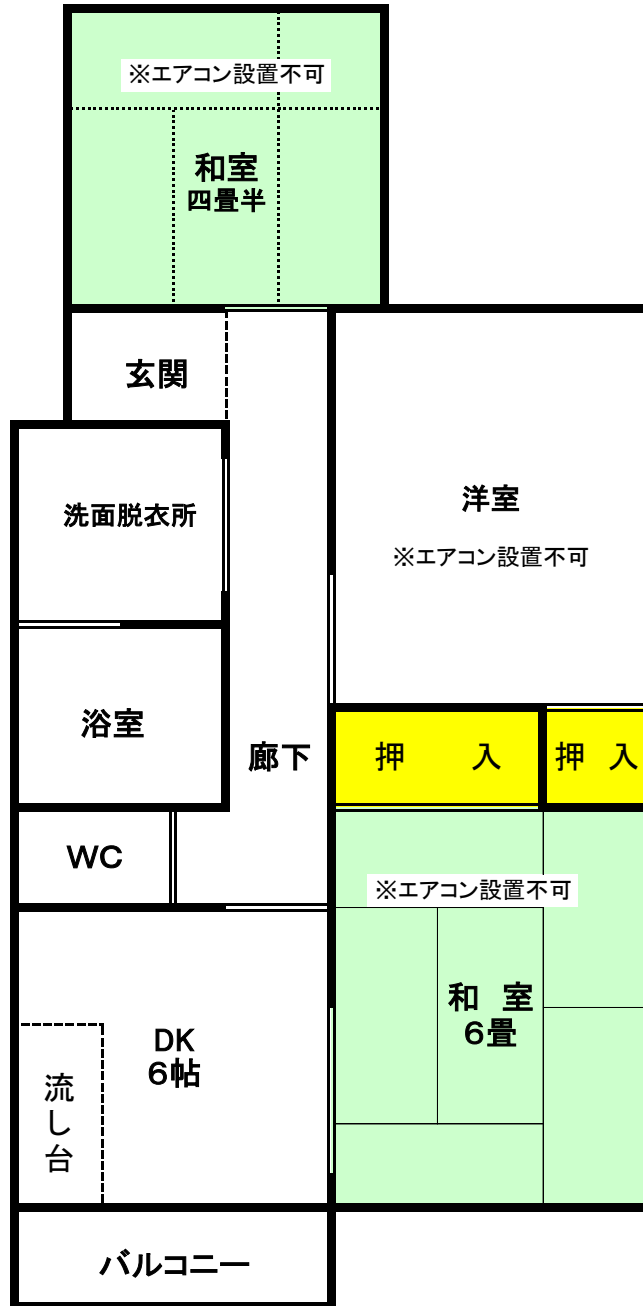 ※エアコン設置不可
和室
四畳半
玄関
洗面脱衣所
洋室
※エアコン設置不可
浴室
廊下
押　入
押 入
WC
※エアコン設置不可
和 室
6畳
DK
6帖
流し台
バルコニー